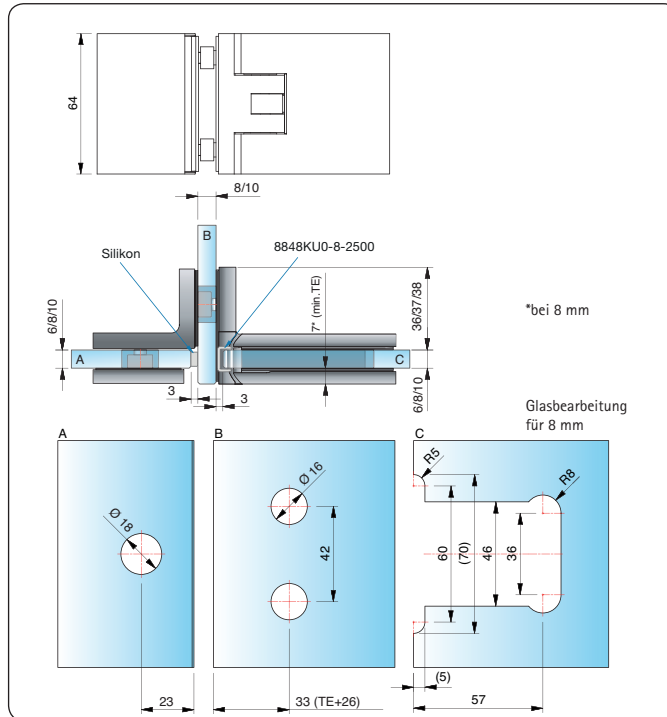 64
8/10
B
Silikon
8848KU0-8-2500
6/8/10
7* (min.TE)
36/37/38
*bei 8 mm
A
C
3
3
6/8/10
Glasbearbeitung
für 8 mm
A
B
C
Ø 18
Ø 16
42
R5
R8
60
(70)
46
36
(5)
23
33 (TE+26)
57